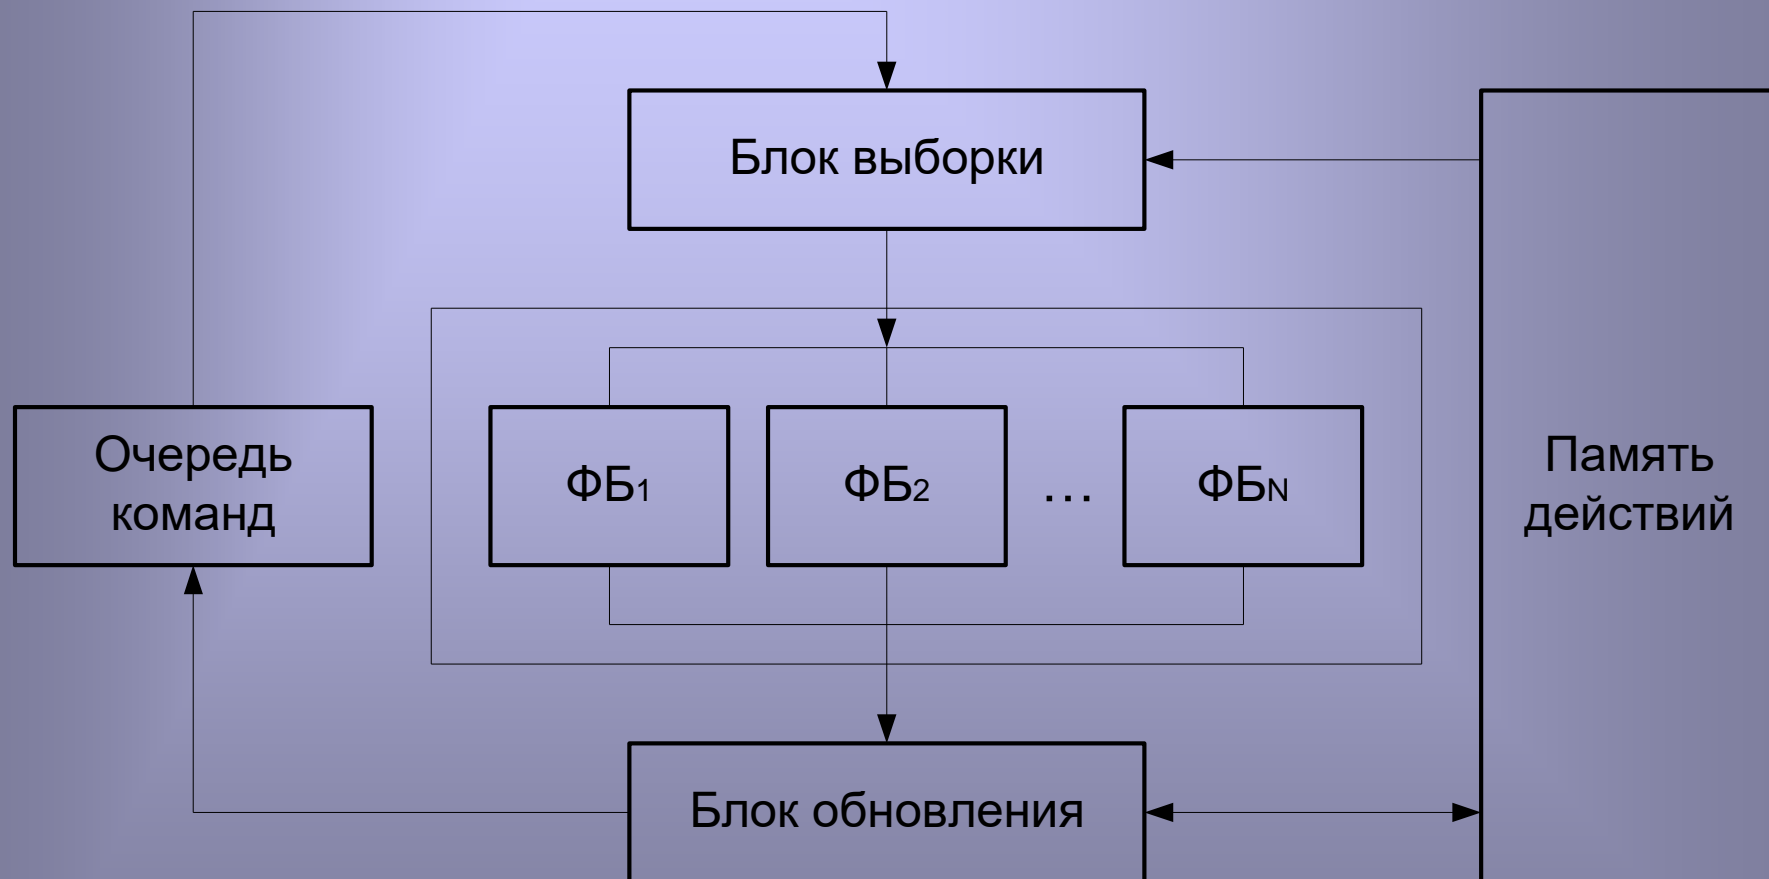 Блок выборки
Очередь
команд
ФБ1
ФБ2
...
ФБN
Память
действий
Блок обновления